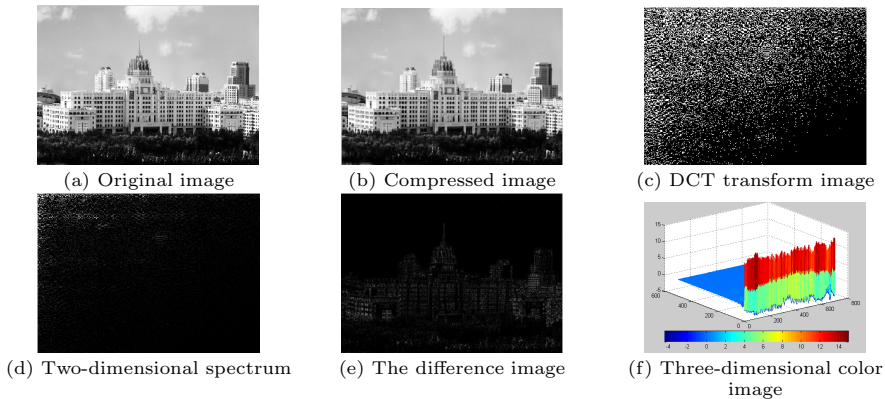 (a) Original image
(b) Compressed image
(c) DCT transform image
(d) Two-dimensional spectrum
(e) The difference image
15
10
5
0
-5
600
400
200
0
0
200
400
600
800
-4 -2 0 2 4 6 8 10 12 14
(f) Three-dimensional color
image